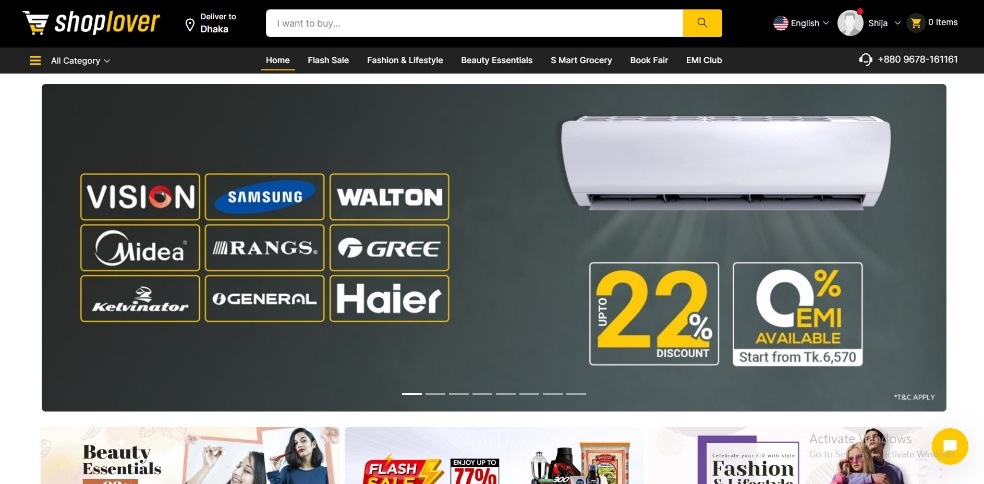 shoplover
Deliver to
Dhaka
I want to buy...
English
Shija
0 Items
All Category
Home
Flash Sale
Fashion & Lifestyle
Beauty Essentials
S Mart Grocery
Book Fair
EMI Club
+880 9678-161161
VISION
SAMSUNG
WALTON
Midea
RANGS
GREE
Kelvinator
GENERAL
Haier
UPTO
22%
DISCOUNT
0%
EMI
AVAILABLE
Start from Tk.6,570
*T&C APPLY
Beauty
Essentials
FLASH
SALE
ENJOY UP TO
77%
300
Celebrate your EID with style
Fashion
& Lifestyle
Activate Windows
Go to Settings to activate Windows.